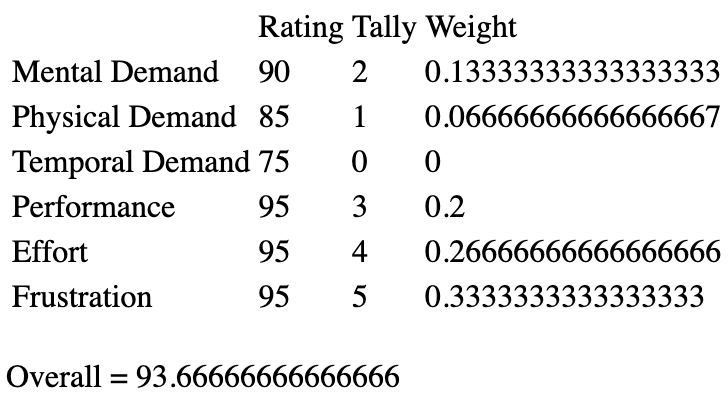 Rating Tally Weight
Mental Demand 90 2 0.13333333333333333
Physical Demand 85 1 0.06666666666666667
Temporal Demand 75 0 0
Performance 95 3 0.2
Effort 95 4 0.26666666666666666
Frustration 95 5 0.3333333333333333
Overall = 93.66666666666666